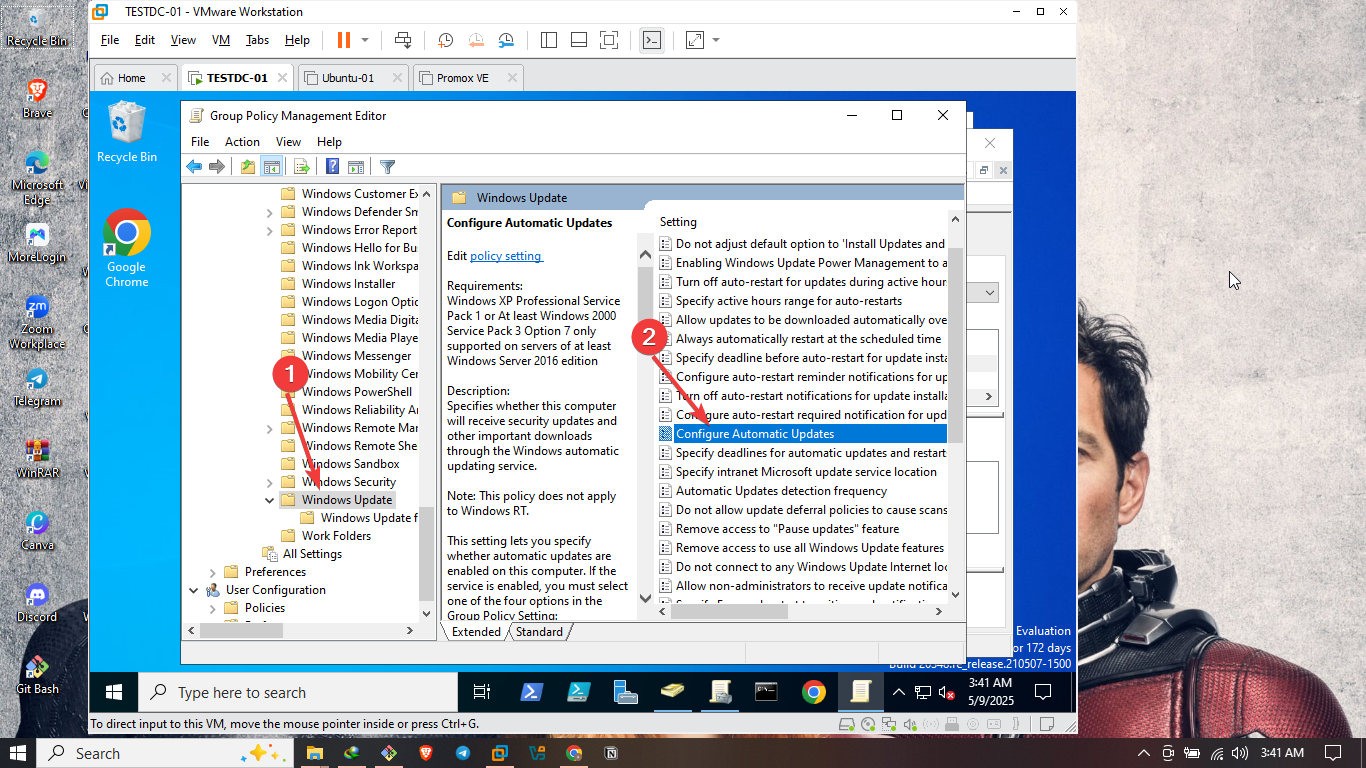 TESTDC-01 - VMware Workstation
File Edit View VM Tabs Help
Home
TESTDC-01
Ubuntu-01
Promox VE
Recycle Bin
Brave
Microsoft
Edge
MoreLogin
Zoom
Workplace
Telegram
WinRAR
Canva
Discord
Git Bash
Recycle Bin
Google
Chrome
Group Policy Management Editor
File Action View Help
Windows Customer Ex
Windows Defender Sm
Windows Error Report
Windows Hello for Bu
Windows Ink Workspa
Windows Installer
Windows Logon Optio
Windows Media Digita
Windows Media Playe
Windows Messenger
Windows Mobility Cer
Windows PowerShell
Windows Reliability Ar
Windows Remote Mar
Windows Remote She
Windows Sandbox
Windows Security
Windows Update
Windows Update f
Work Folders
All Settings
Preferences
User Configuration
Policies
1
Windows Update
Configure Automatic Updates
Edit policy setting
Requirements:
Windows XP Professional Service
Pack 1 or At least Windows 2000
Service Pack 3 Option 7 only
supported on servers of at least
Windows Server 2016 edition
Description:
Specifies whether this computer
will receive security updates and
other important downloads
through the Windows automatic
updating service.
Note: This policy does not apply
to Windows RT.
This setting lets you specify
whether automatic updates are
enabled on this computer. If the
service is enabled, you must select
one of the four options in the
Group Policy Setting:
Extended Standard
2
Setting
Do not adjust default option to 'Install Updates and
Enabling Windows Update Power Management to a
Turn off auto-restart for updates during active hours
Specify active hours range for auto-restarts
Allow updates to be downloaded automatically ove
Always automatically restart at the scheduled time
Specify deadline before auto-restart for update insta
Configure auto-restart reminder notifications for up
Turn off auto-restart notifications for update installa
Configure auto-restart required notification for upd
Configure Automatic Updates
Specify deadlines for automatic updates and restarts
Specify intranet Microsoft update service location
Automatic Updates detection frequency
Do not allow update deferral policies to cause scans
Remove access to "Pause updates" feature
Remove access to use all Windows Update features
Do not connect to any Windows Update Internet loc
Allow non-administrators to receive update notifica
Evaluation
or 172 days
Build 20348.fe_release.210507-1500
Type here to search
3:41 AM
5/9/2025
To direct input to this VM, move the mouse pointer inside or press Ctrl+G.
Search
3:41 AM